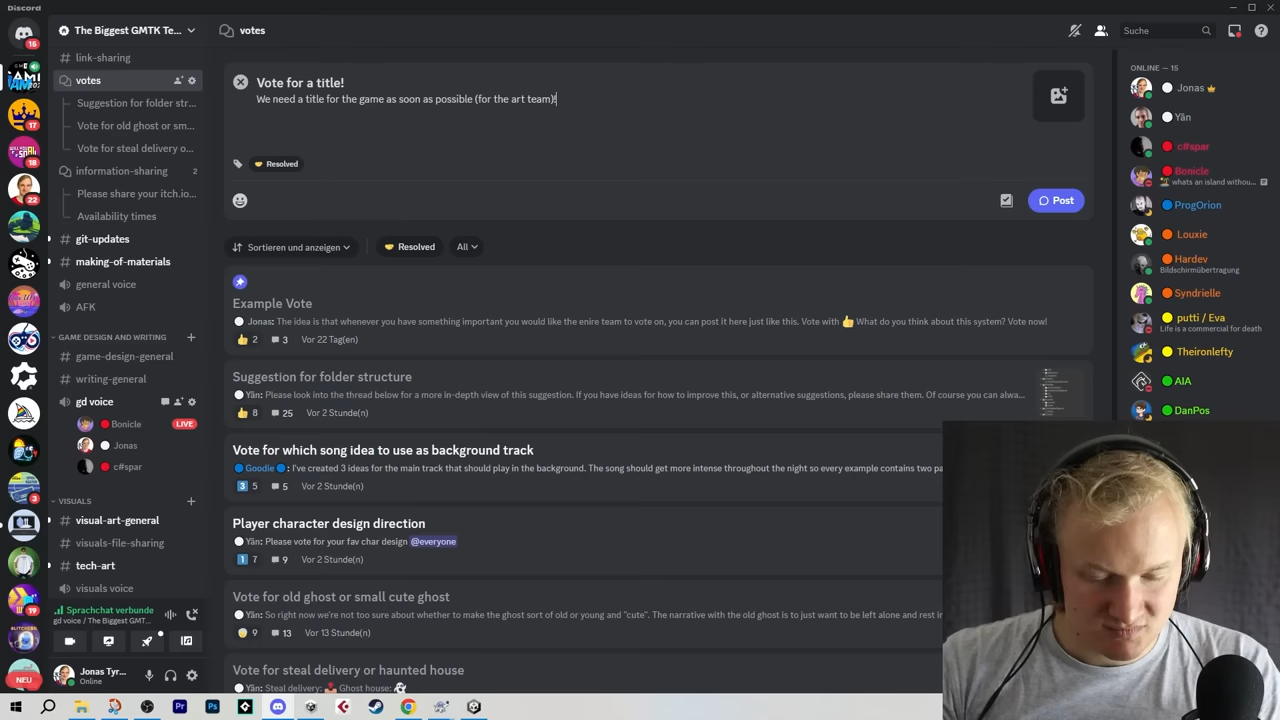 Discord
The Biggest GMTK Te...
votes
Suche
15
link-sharing
votes
Suggestion for folder str...
Vote for old ghost or sm...
Vote for steal delivery o...
information-sharing 2
Please share your itch.io...
Availability times
git-updates
making-of-materials
general voice
AFK
GAME DESIGN AND WRITING
game-design-general
writing-general
gd voice
Bonicle LIVE
Jonas
c#spar
VISUALS
visual-art-general
visuals-file-sharing
tech-art
visuals voice
Sprachchat verbunde
gd voice / The Biggest GMT...
Jonas Tyr...
Online
17
18
22
3
19
NEU
Vote for a title!
We need a title for the game as soon as possible (for the art team)!
Resolved
Post
Sortieren und anzeigen
Resolved
All
Example Vote
Jonas: The idea is that whenever you have something important you would like the enire team to vote on, you can post it here just like this. Vote with 👍 What do you think about this system? Vote now!
👍 2 3 Vor 22 Tag(en)
Suggestion for folder structure
Yän: Please look into the thread below for a more in-depth view of this suggestion. If you have ideas for how to improve this, or alternative suggestions, please share them. Of course you can alwa...
👍 8 25 Vor 2 Stunde(n)
Vote for which song idea to use as background track
Goodie 🔵: I've created 3 ideas for the main track that should play in the background. The song should get more intense throughout the night so every example contains two pa
3 5 5 Vor 2 Stunde(n)
Player character design direction
Yän: Please vote for your fav char design @everyone
1 7 9 Vor 2 Stunde(n)
Vote for old ghost or small cute ghost
Yän: So right now we're not too sure about whether to make the ghost sort of old or young and "cute". The narrative with the old ghost is to just want to be left alone and rest in
9 13 Vor 13 Stunde(n)
Vote for steal delivery or haunted house
Yän: Steal delivery: 📤 Ghost house: 👻
ONLINE — 15
Jonas
Yän
c#spar
Bonicle
whats an island withou...
ProgOrion
Louxie
Hardev
Bildschirmübertragung
Syndrielle
putti / Eva
Life is a commercial for death
Theironlefty
AIA
DanPos
Pr
Ps